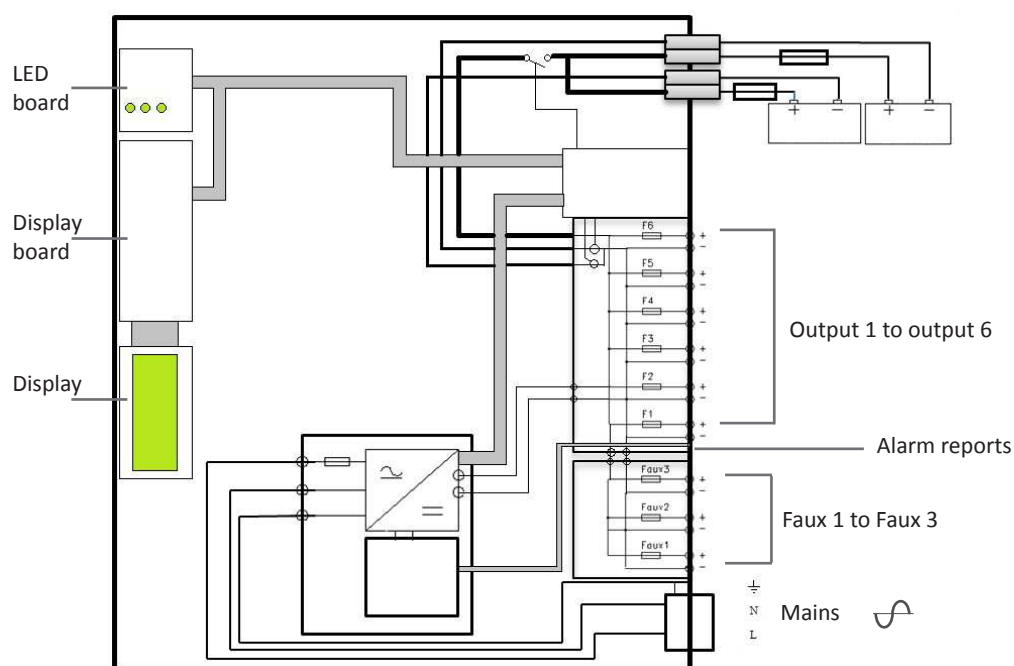 LED
board
Display
board
Display
+ − + −
F6 +
−
F5 +
−
F4 +
−
F3 +
−
F2 +
−
F1 +
−
Output 1 to output 6
Alarm reports
Faux3 +
−
Faux2 +
−
Faux1 +
−
Faux 1 to Faux 3
N
L
Mains